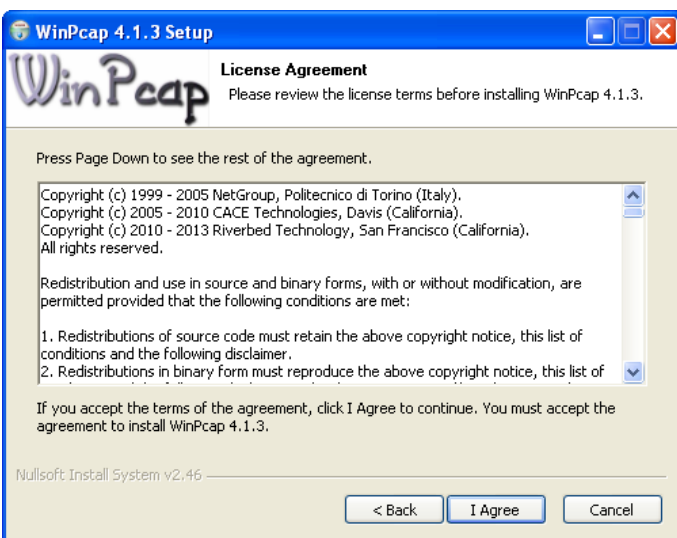 WinPcap 4.1.3 Setup
WinPcap
License Agreement
Please review the license terms before installing WinPcap 4.1.3.
Press Page Down to see the rest of the agreement.
Copyright (c) 1999 - 2005 NetGroup, Politecnico di Torino (Italy).
Copyright (c) 2005 - 2010 CACE Technologies, Davis (California).
Copyright (c) 2010 - 2013 Riverbed Technology, San Francisco (California).
All rights reserved.
Redistribution and use in source and binary forms, with or without modification, are
permitted provided that the following conditions are met:
1. Redistributions of source code must retain the above copyright notice, this list of
conditions and the following disclaimer.
2. Redistributions in binary form must reproduce the above copyright notice, this list of
If you accept the terms of the agreement, click I Agree to continue. You must accept the
agreement to install WinPcap 4.1.3.
Nullsoft Install System v2.46
< Back
I Agree
Cancel